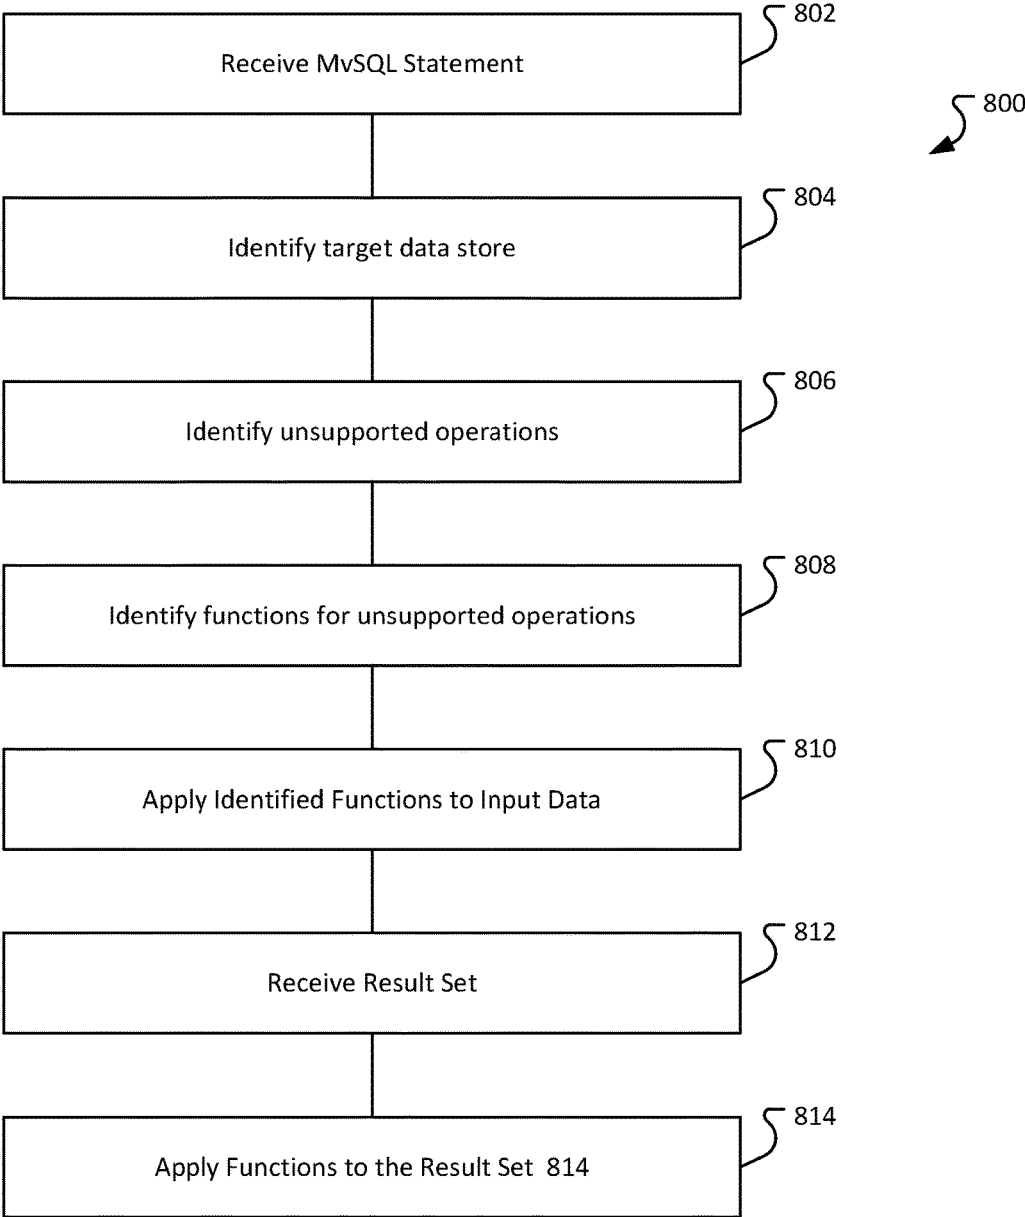 802
Receive MvSQL Statement
800
804
Identify target data store
806
Identify unsupported operations
808
Identify functions for unsupported operations
810
Apply Identified Functions to Input Data
812
Receive Result Set
814
Apply Functions to the Result Set 814